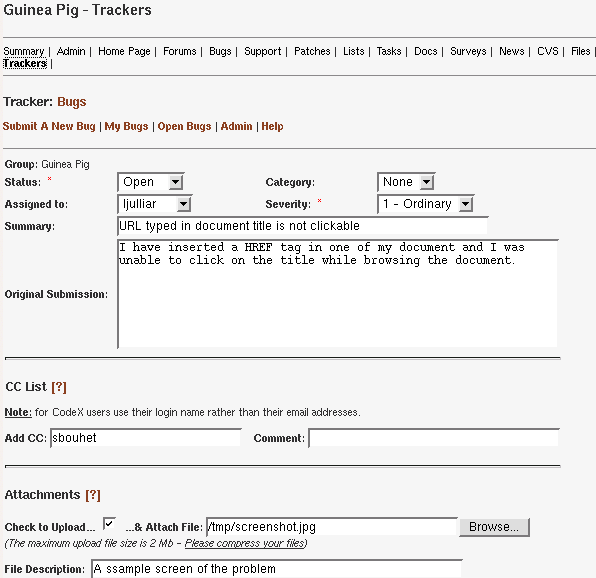 Guinea Pig - Trackers
Summary | Admin | Home Page | Forums | Bugs | Support | Patches | Lists | Tasks | Docs | Surveys | News | CVS | Files |
Trackers |
Tracker: Bugs
Submit A New Bug | My Bugs | Open Bugs | Admin | Help
Group: Guinea Pig
Status: * Open Category: None
Assigned to: ljulliar Severity: * 1 - Ordinary
Summary: URL typed in document title is not clickable
I have inserted a HREF tag in one of my document and I was
unable to click on the title while browsing the document.
Original Submission:
CC List [?]
Note: for CodeX users use their login name rather than their email addresses.
Add CC: sbouhet Comment:
Attachments [?]
Check to Upload... ...& Attach File: /tmp/screenshot.jpg Browse...
(The maximum upload file size is 2 Mb - Please compress your files)
File Description: A ssample screen of the problem